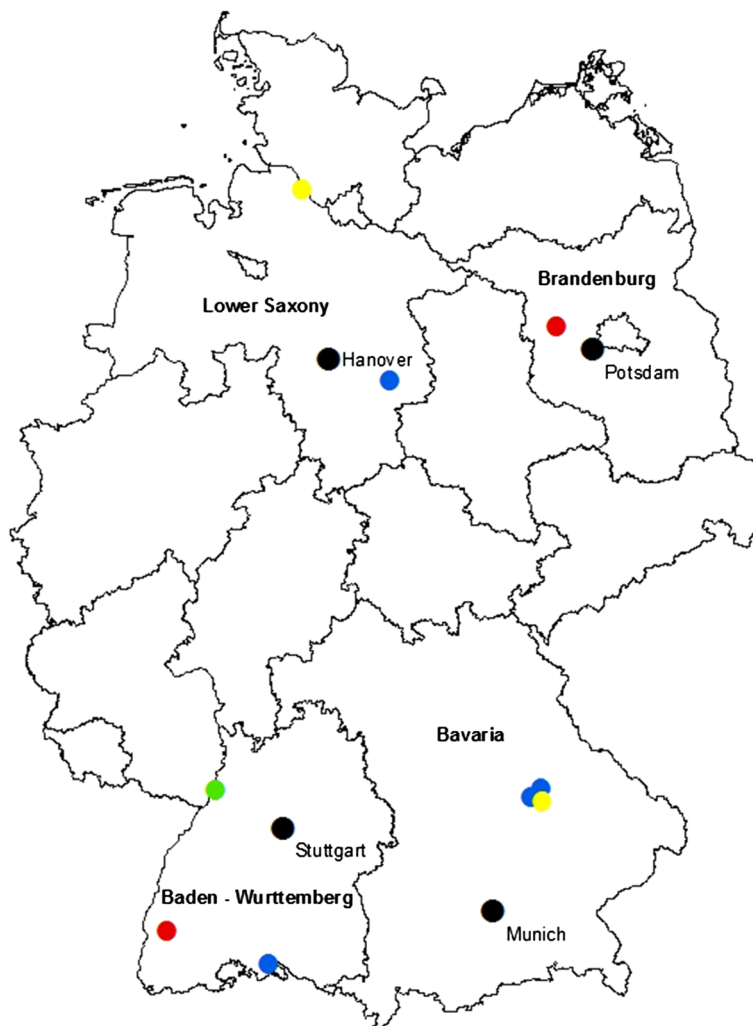 Brandenburg
Lower Saxony
Hanover
Potsdam
Bavaria
Stuttgart
Baden - Wurttemberg
Munich